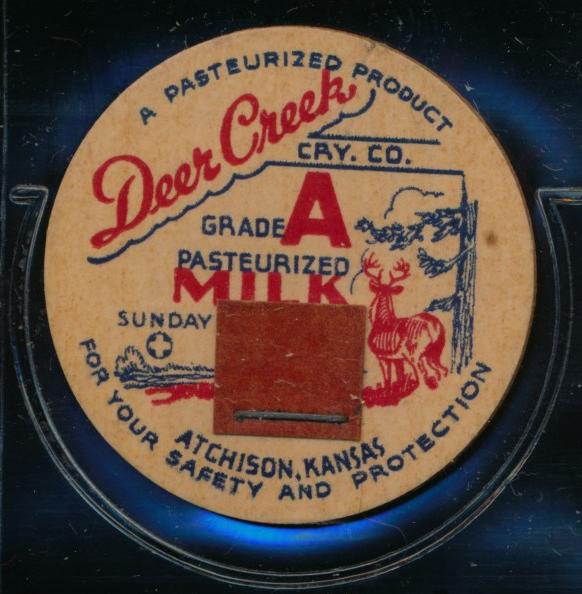 A PASTEURIZED PRODUCT
Deer Creek
CRY. CO.
GRADE A
PASTEURIZED
MILK
SUNDAY
ATCHISON, KANSAS
FOR YOUR SAFETY AND PROTECTION